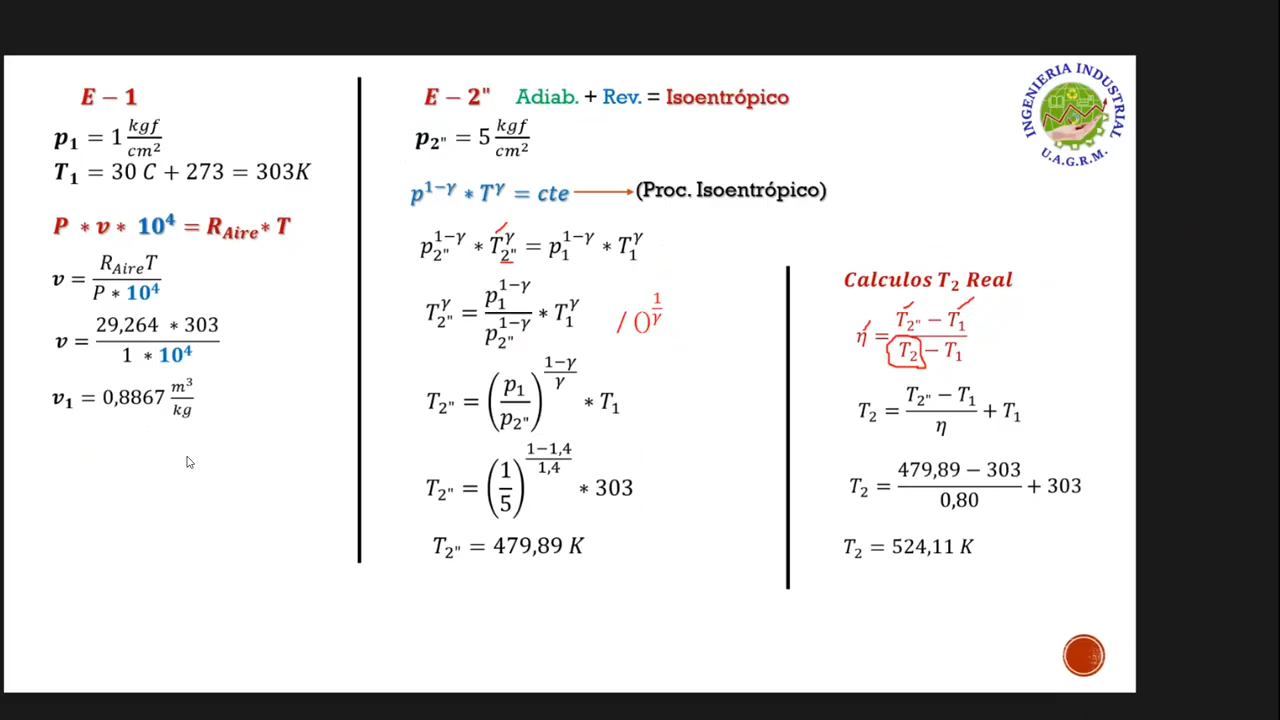 E − 1
p₁ = 1 kgf/cm²
T₁ = 30 C + 273 = 303K
P * v * 10⁴ = R_Aire * T
v = R_Aire T / P * 10⁴
v = 29,264 * 303 / 1 * 10⁴
v₁ = 0,8867 m³/kg
E − 2" Adiab. + Rev. = Isoentrópico
p₂" = 5 kgf/cm²
p^(1−γ) * T^γ = cte (Proc. Isoentrópico)
p₂"^(1−γ) * T₂"^γ = p₁^(1−γ) * T₁^γ
T₂"^γ = p₁^(1−γ) / p₂"^(1−γ) * T₁^γ / ()^(1/γ)
T₂" = (p₁/p₂")^((1−γ)/γ) * T₁
T₂" = (1/5)^((1−1,4)/1,4) * 303
T₂" = 479,89 K
Calculos T₂ Real
η = T₂" − T₁ / T₂ − T₁
T₂ = T₂" − T₁ / η + T₁
T₂ = 479,89 − 303 / 0,80 + 303
T₂ = 524,11 K
INGENIERIA INDUSTRIAL
U.A.G.R.M.